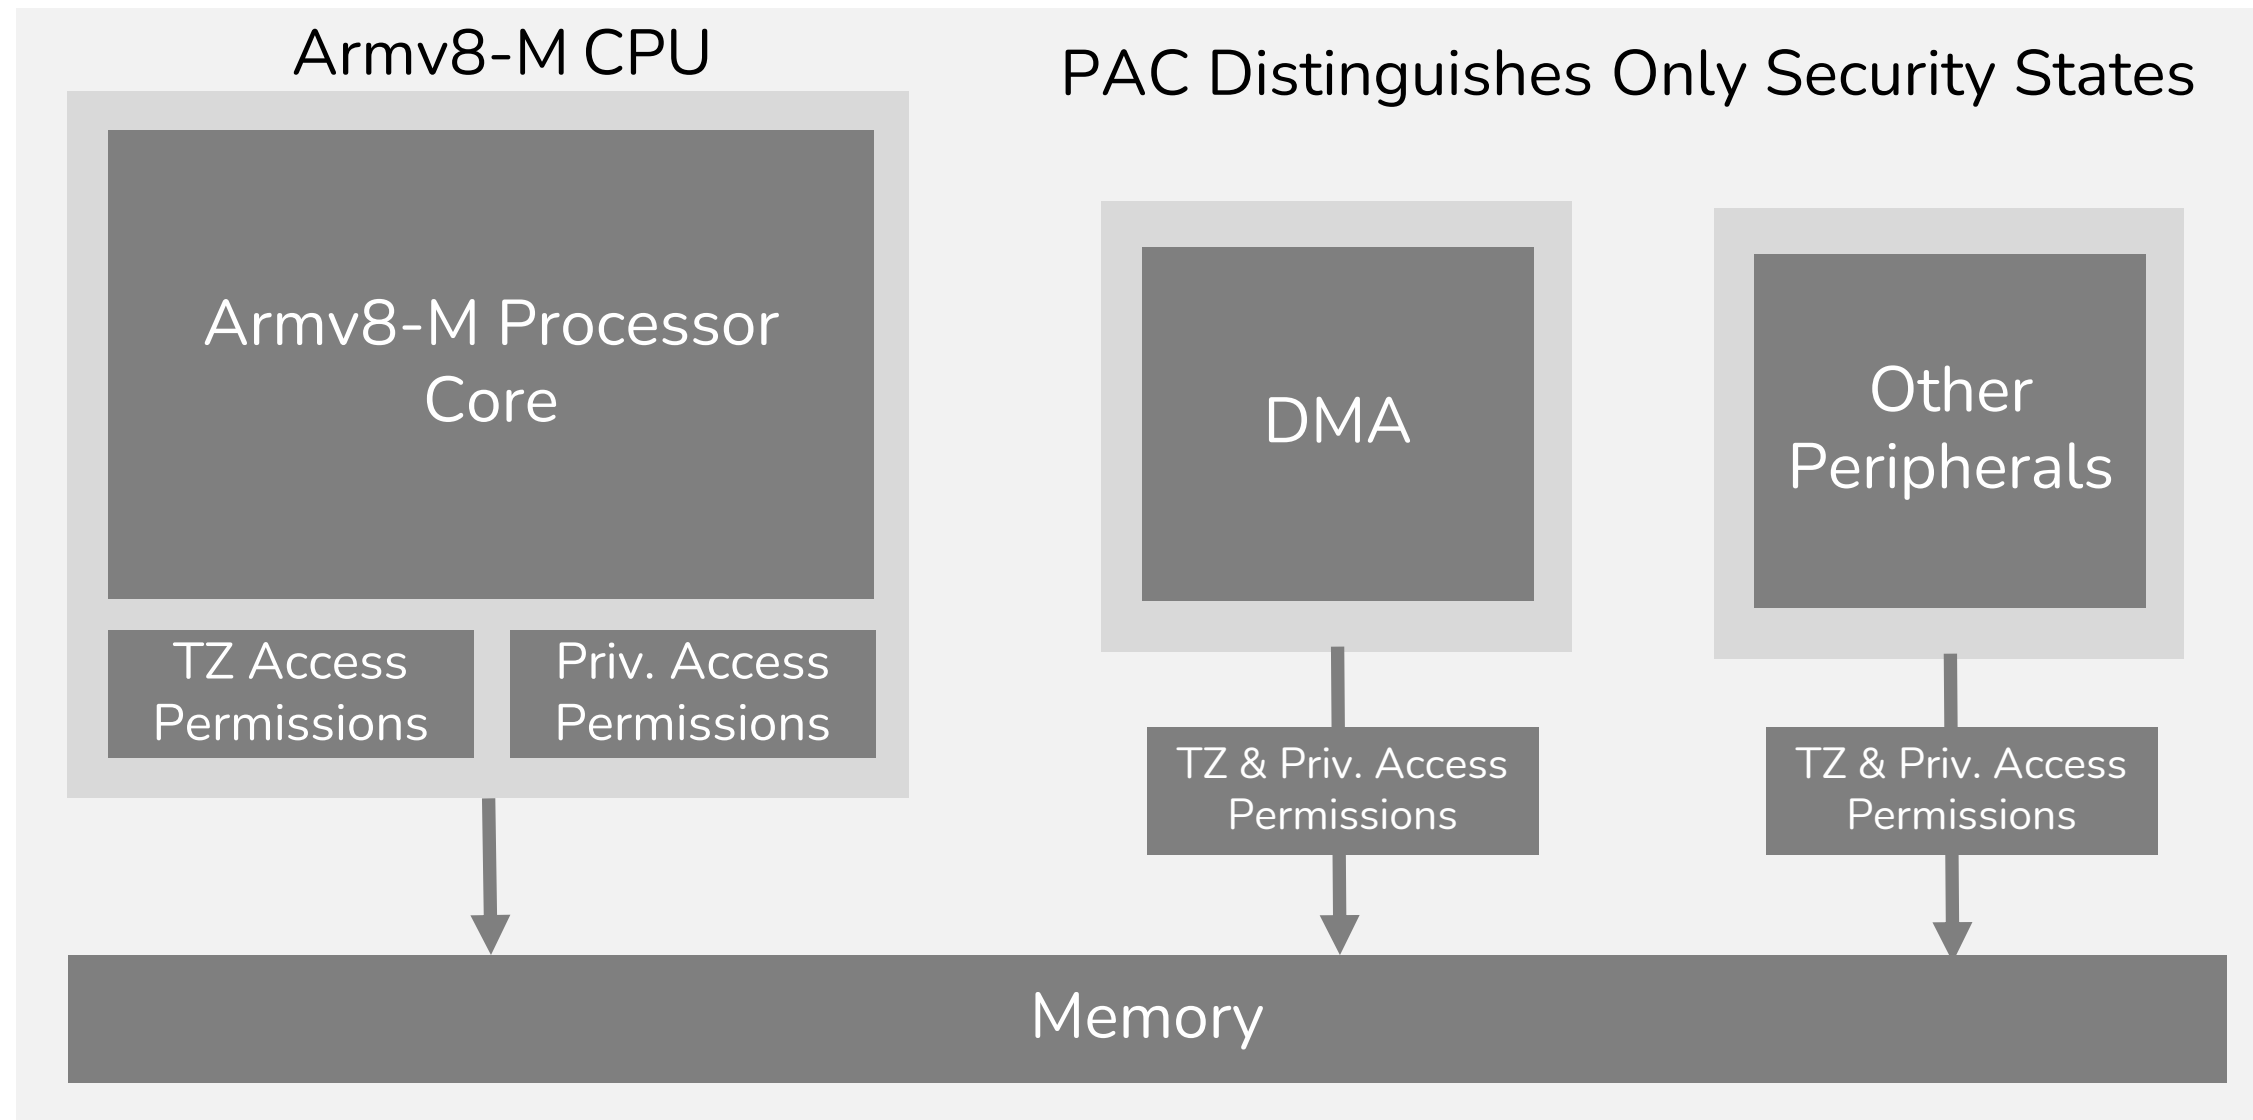 Armv8-M CPU
PAC Distinguishes Only Security States
Armv8-M Processor
Core
DMA
Other
Peripherals
TZ Access
Permissions
Priv. Access
Permissions
TZ & Priv. Access
Permissions
TZ & Priv. Access
Permissions
Memory